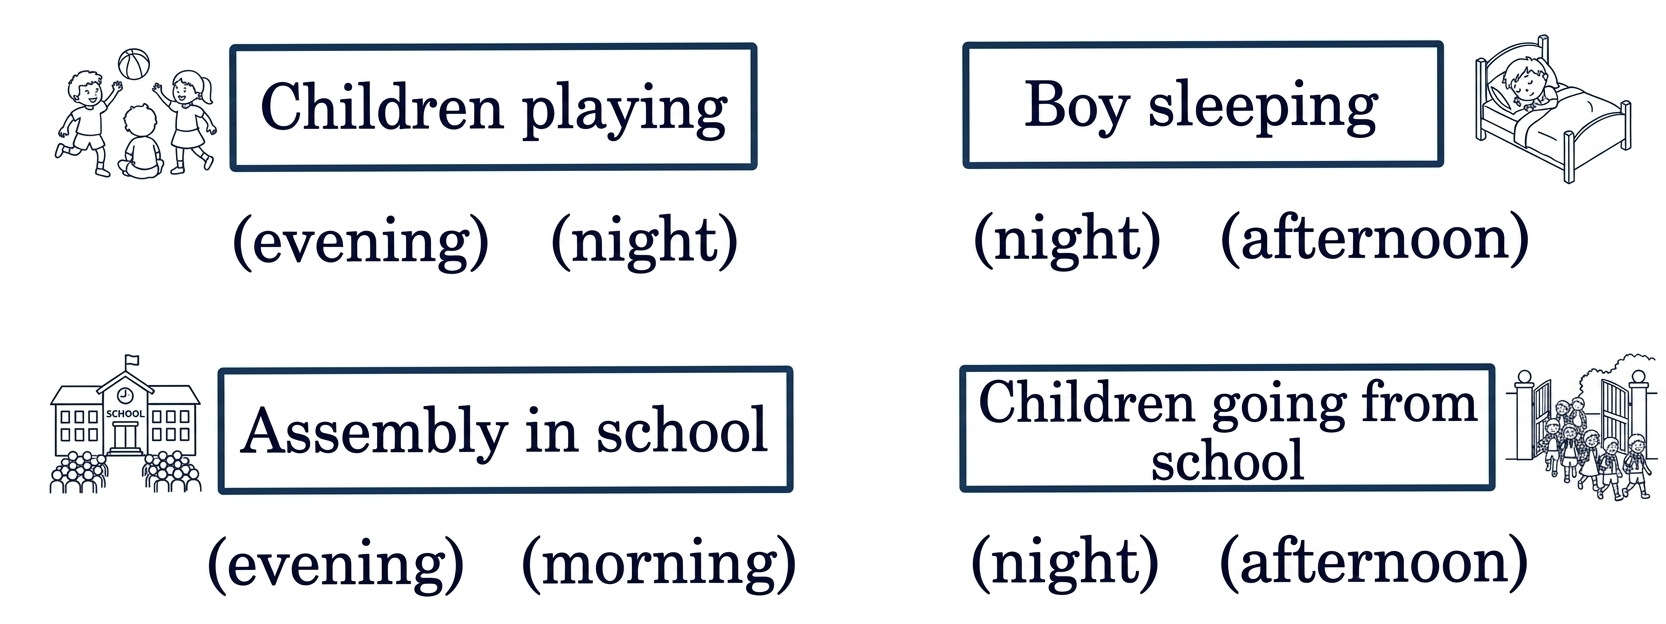 Children playing
(evening) (night)
Boy sleeping
(night) (afternoon)
SCHOOL
Assembly in school
(evening) (morning)
Children going from
school
(night) (afternoon)